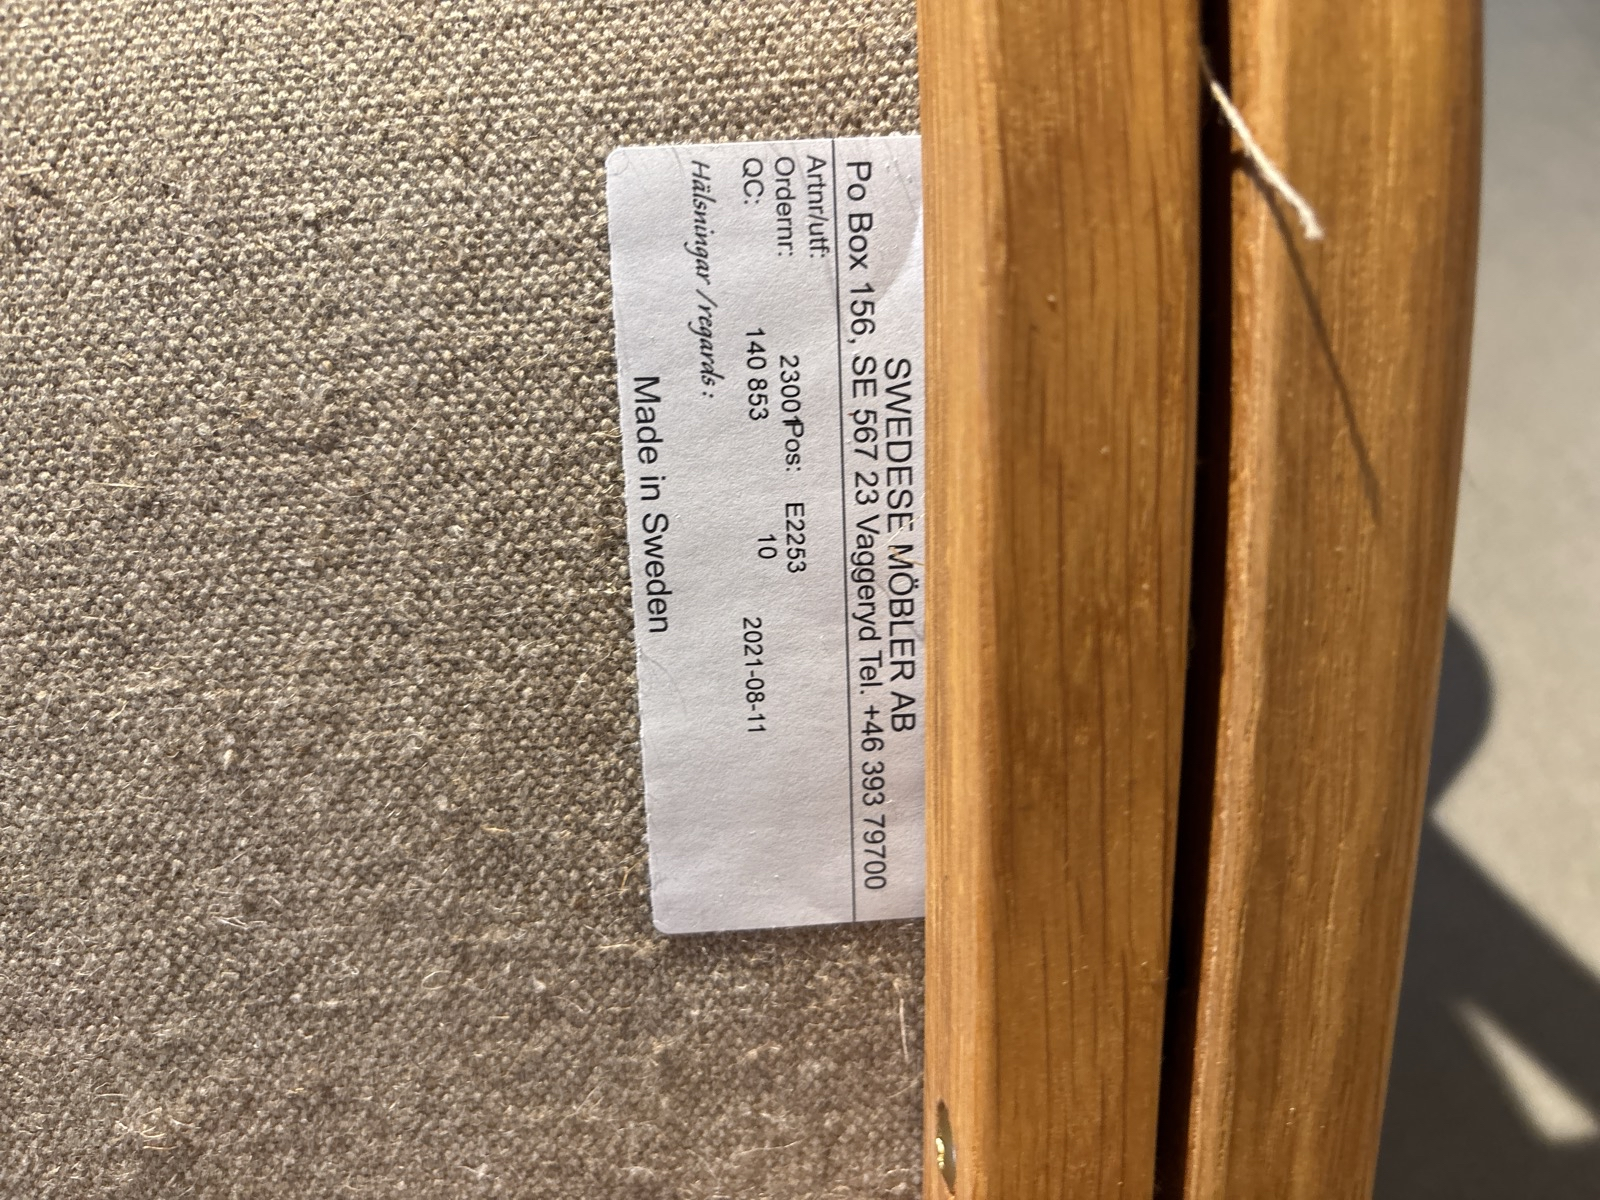 SWEDESE MÖBLER AB
Po Box 156, SE 567 23 Vaggeryd Tel. +46 393 79700
Artnr/utf: 23001 E2253
Ordernr: 140 853 Pos: 10
QC: 2021-08-11
Hälsningar /regards :
Made in Sweden